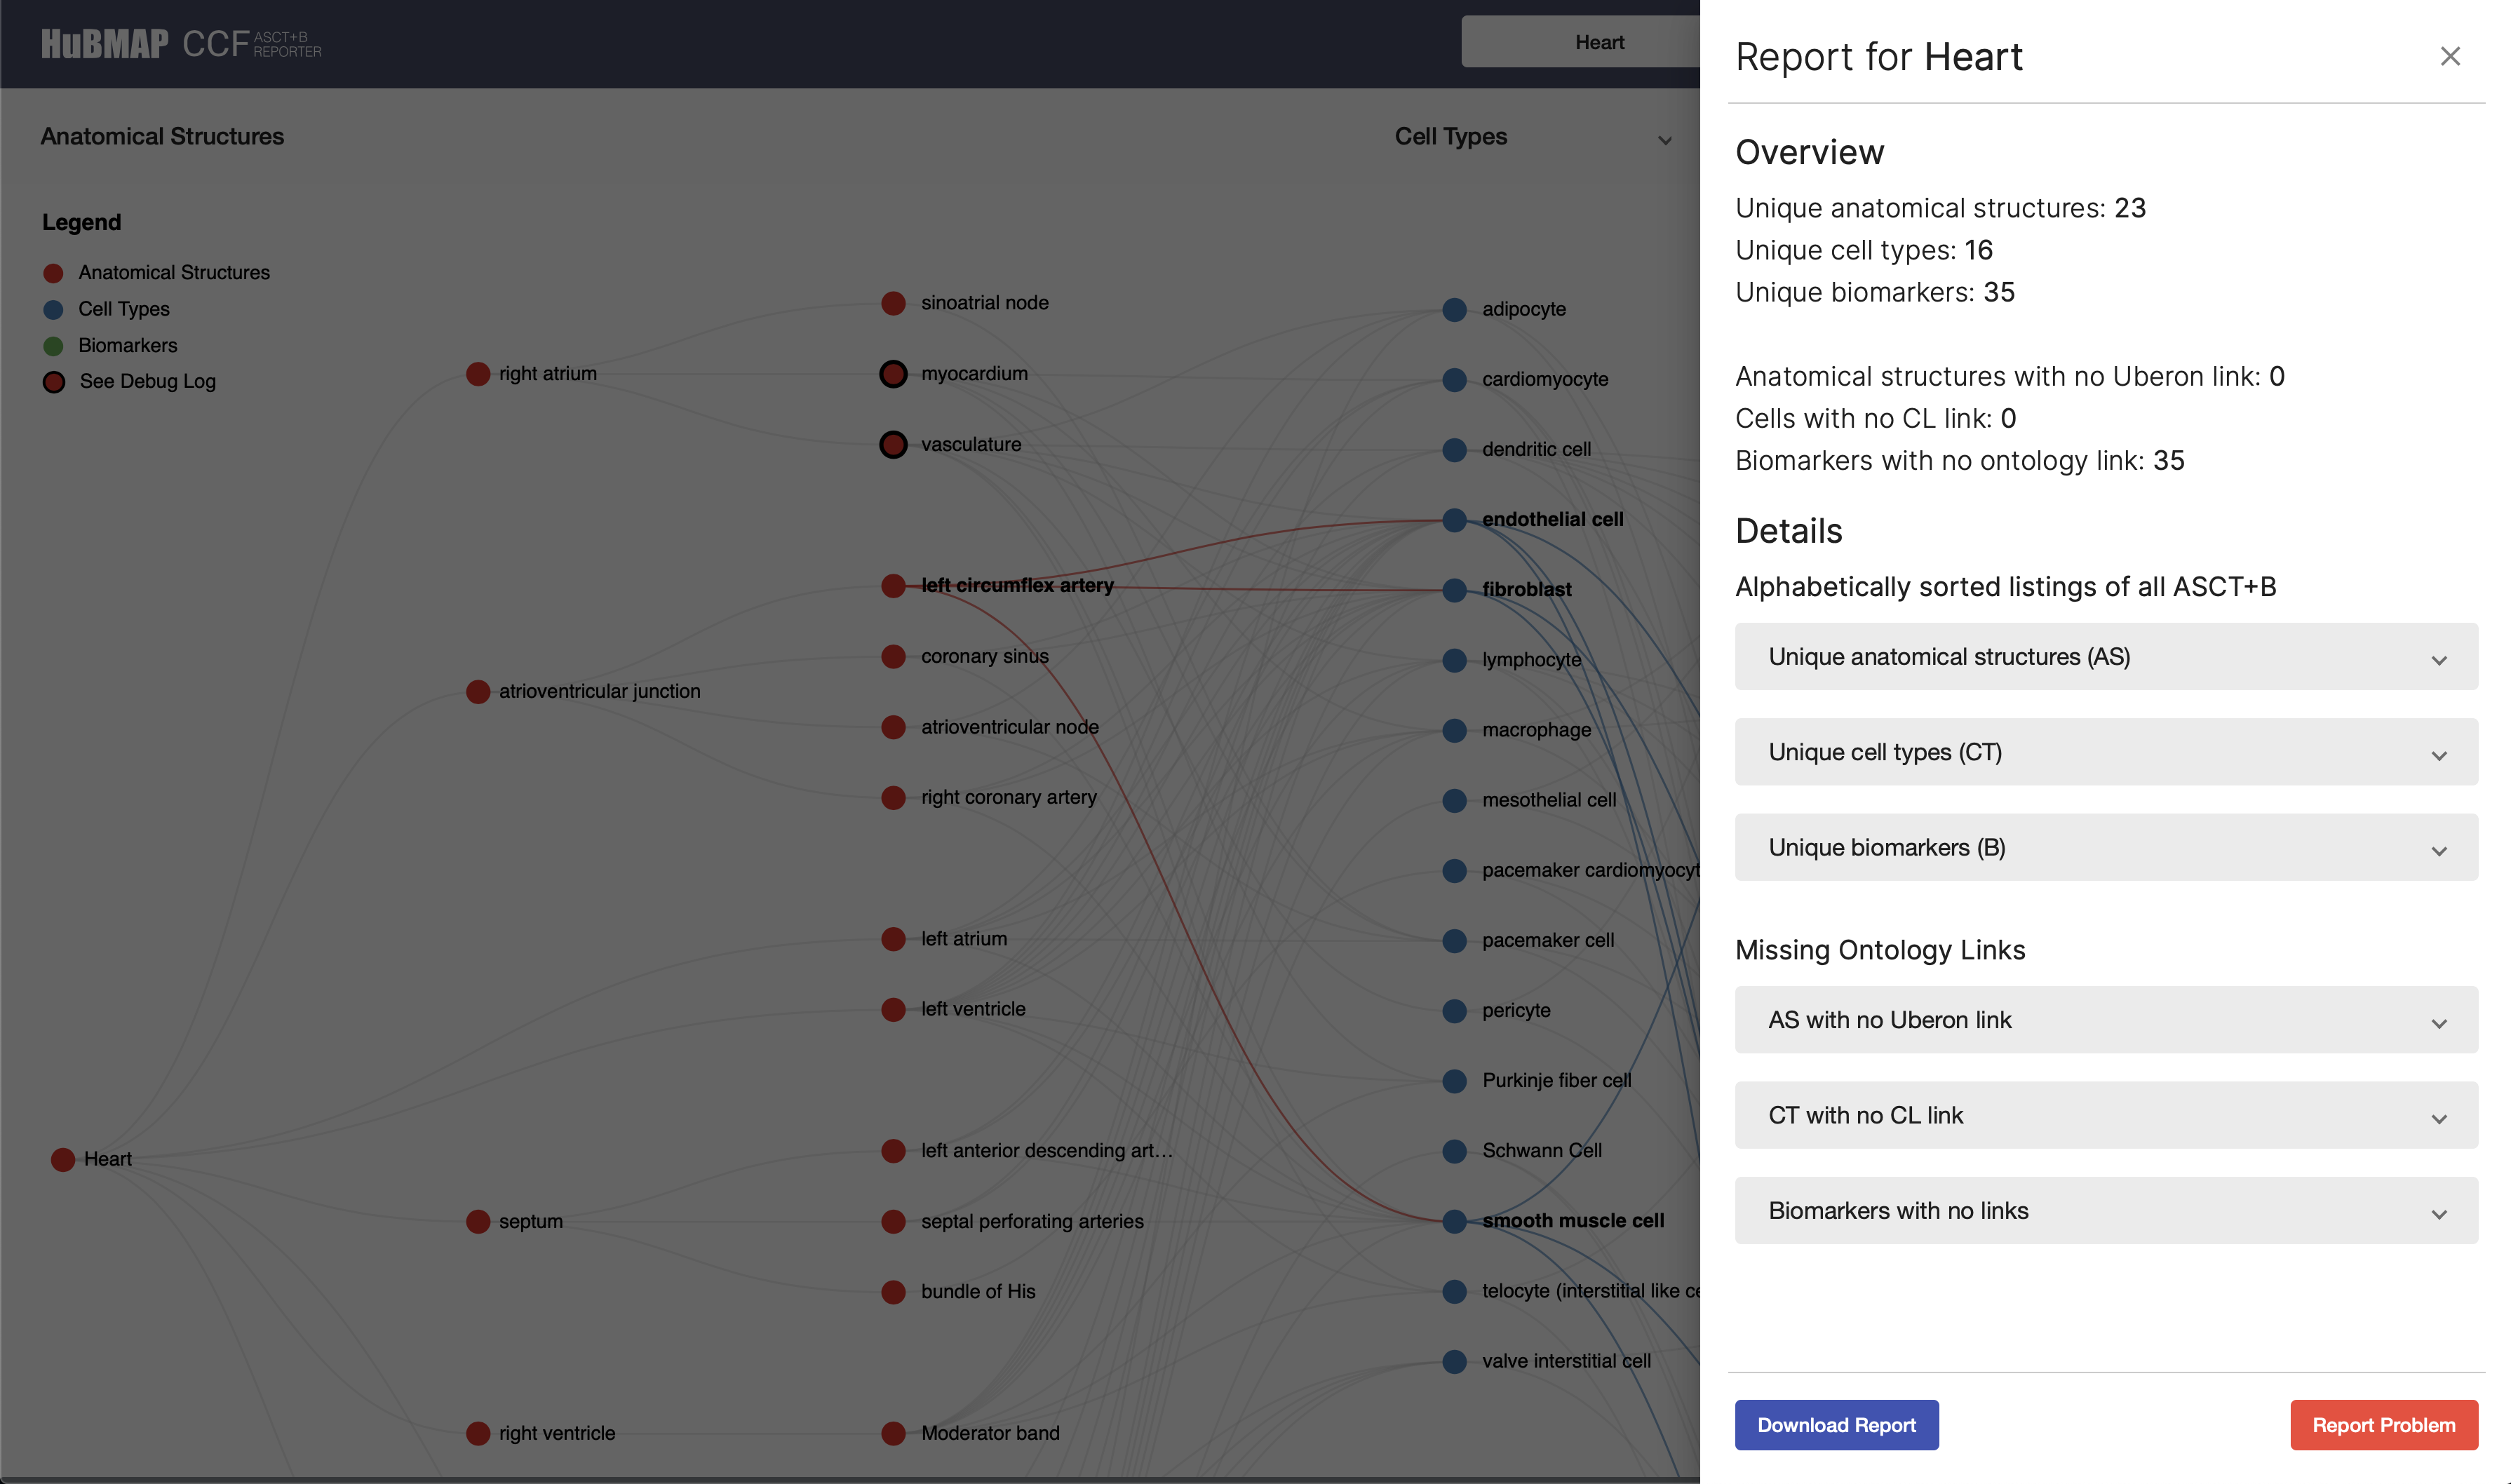 HuBMAP CCF ASCT+B REPORTER
Heart
Anatomical Structures
Cell Types
Legend
Anatomical Structures
Cell Types
Biomarkers
See Debug Log
Heart
right atrium
atrioventricular junction
septum
right ventricle
sinoatrial node
myocardium
vasculature
left circumflex artery
coronary sinus
atrioventricular node
right coronary artery
left atrium
left ventricle
left anterior descending art...
septal perforating arteries
bundle of His
Moderator band
adipocyte
cardiomyocyte
dendritic cell
endothelial cell
fibroblast
lymphocyte
macrophage
mesothelial cell
pacemaker cardiomyocyt
pacemaker cell
pericyte
Purkinje fiber cell
Schwann Cell
smooth muscle cell
telocyte (interstitial like ce
valve interstitial cell
Report for Heart
Overview
Unique anatomical structures: 23
Unique cell types: 16
Unique biomarkers: 35
Anatomical structures with no Uberon link: 0
Cells with no CL link: 0
Biomarkers with no ontology link: 35
Details
Alphabetically sorted listings of all ASCT+B
Unique anatomical structures (AS)
Unique cell types (CT)
Unique biomarkers (B)
Missing Ontology Links
AS with no Uberon link
CT with no CL link
Biomarkers with no links
Download Report
Report Problem